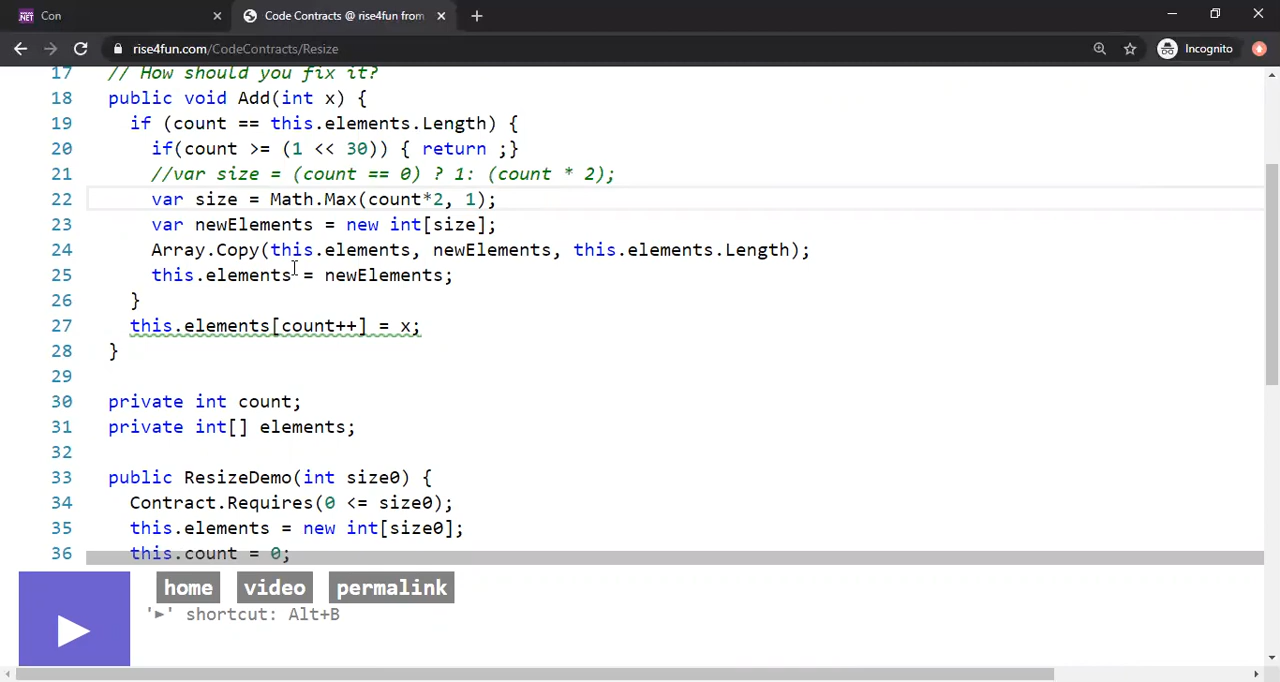 Con
Code Contracts @ rise4fun from
rise4fun.com/CodeContracts/Resize
Incognito
17 // How should you fix it?
18 public void Add(int x) {
19 if (count == this.elements.Length) {
20 if(count >= (1 << 30)) { return ;}
21 //var size = (count == 0) ? 1: (count * 2);
22 var size = Math.Max(count*2, 1);
23 var newElements = new int[size];
24 Array.Copy(this.elements, newElements, this.elements.Length);
25 this.elements = newElements;
26 }
27 this.elements[count++] = x;
28 }
29
30 private int count;
31 private int[] elements;
32
33 public ResizeDemo(int size0) {
34 Contract.Requires(0 <= size0);
35 this.elements = new int[size0];
36 this.count = 0;
home video permalink
'►' shortcut: Alt+B